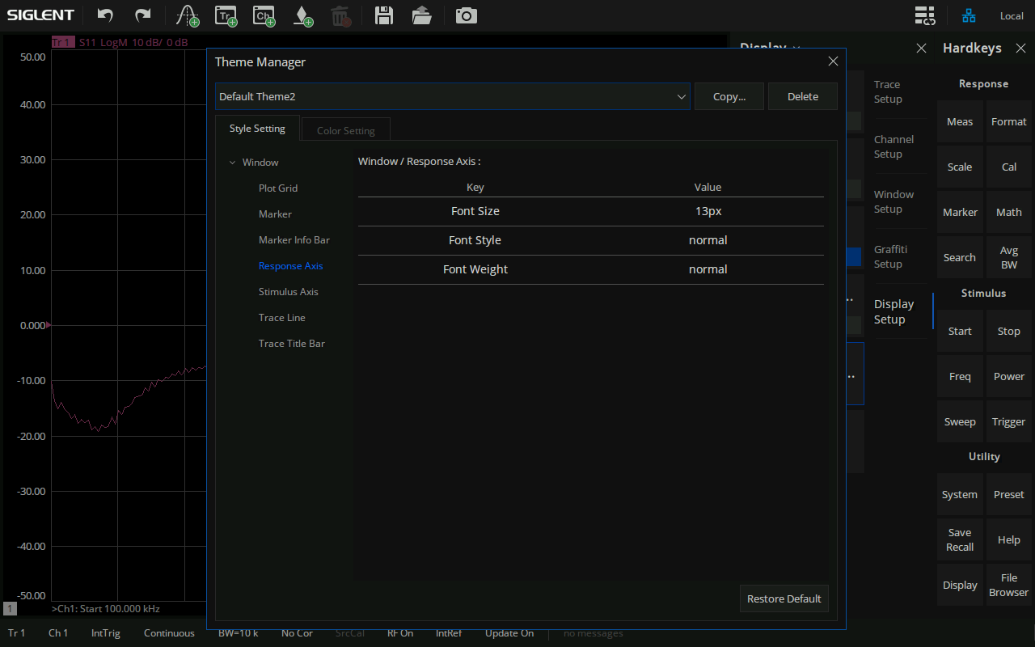 SIGLENT
Tr
Ch
Local
Tr 1 S11 LogM 10 dB/ 0 dB
50.00
40.00
30.00
20.00
10.00
0.000
-10.00
-20.00
-30.00
-40.00
-50.00
1
>Ch1: Start 100.000 kHz
Display
Theme Manager
Default Theme2
Copy...
Delete
Style Setting
Color Setting
Window
Plot Grid
Marker
Marker Info Bar
Response Axis
Stimulus Axis
Trace Line
Trace Title Bar
Window / Response Axis :
Key Value
Font Size 13px
Font Style normal
Font Weight normal
Restore Default
Trace
Setup
Channel
Setup
Window
Setup
Graffiti
Setup
Display
Setup
Hardkeys
Response
Meas Format
Scale Cal
Marker Math
Search Avg
BW
Stimulus
Start Stop
Freq Power
Sweep Trigger
Utility
System Preset
Save
Recall
Help
Display
File
Browser
Tr 1 Ch 1 IntTrig Continuous BW=10 k No Cor SrcCal RF On IntRef Update On no messages